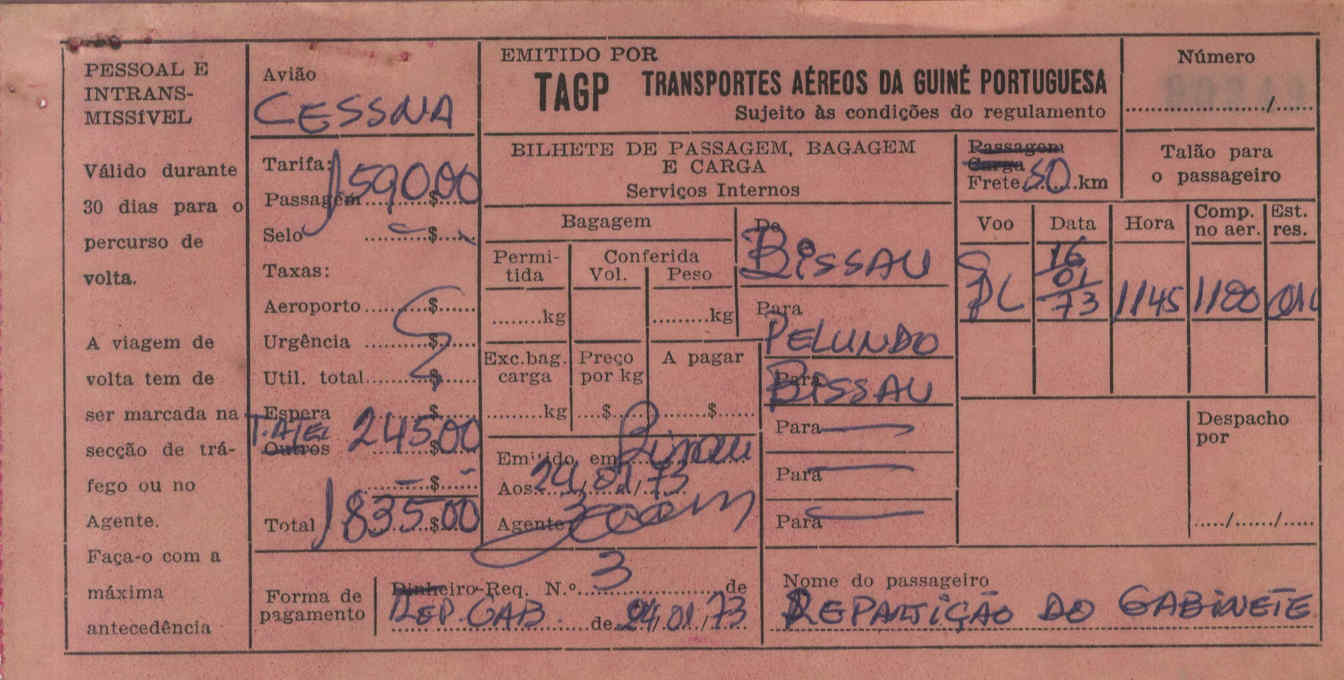 PESSOAL E
INTRANS-
MISSÍVEL
Válido durante
30 dias para o
percurso de
volta.
A viagem de
volta tem de
ser marcada na
secção de trá-
fego ou no
Agente.
Faça-o com a
máxima
antecedência
Avião
CESSNA
Tarifa:
Passagem $ 1590,00
Selo $
Taxas:
Aeroporto $
Urgência $
Util. total $
Espera $
T.ATEL
Outros $ 245,00
$
Total $ 1835,00
EMITIDO POR
TAGP TRANSPORTES AÉREOS DA GUINÉ PORTUGUESA
Sujeito às condições do regulamento
Número
/
BILHETE DE PASSAGEM, BAGAGEM
E CARGA
Serviços Internos
Passagem
Carga
Frete 50 km
Talão para
o passageiro
Bagagem
Permi-
tida
Conferida
Vol. Peso
kg kg
Exc.bag.
carga
Preço
por kg
A pagar
kg $ $
Emitido em Bissau
Aos 24/01/73
Agente
De
BISSAU
Para
PELUNDO
Para
BISSAU
Para
Para
Para
Voo Data Hora Comp.
no aer. Est.
res.
16
01
73 1145 1100
Despacho
por
/ /
Forma de
pagamento
Dinheiro-Req. N.º 3 de
REP. GAB. de 24/01/73
Nome do passageiro
REPARTIÇÃO DO GABINETE